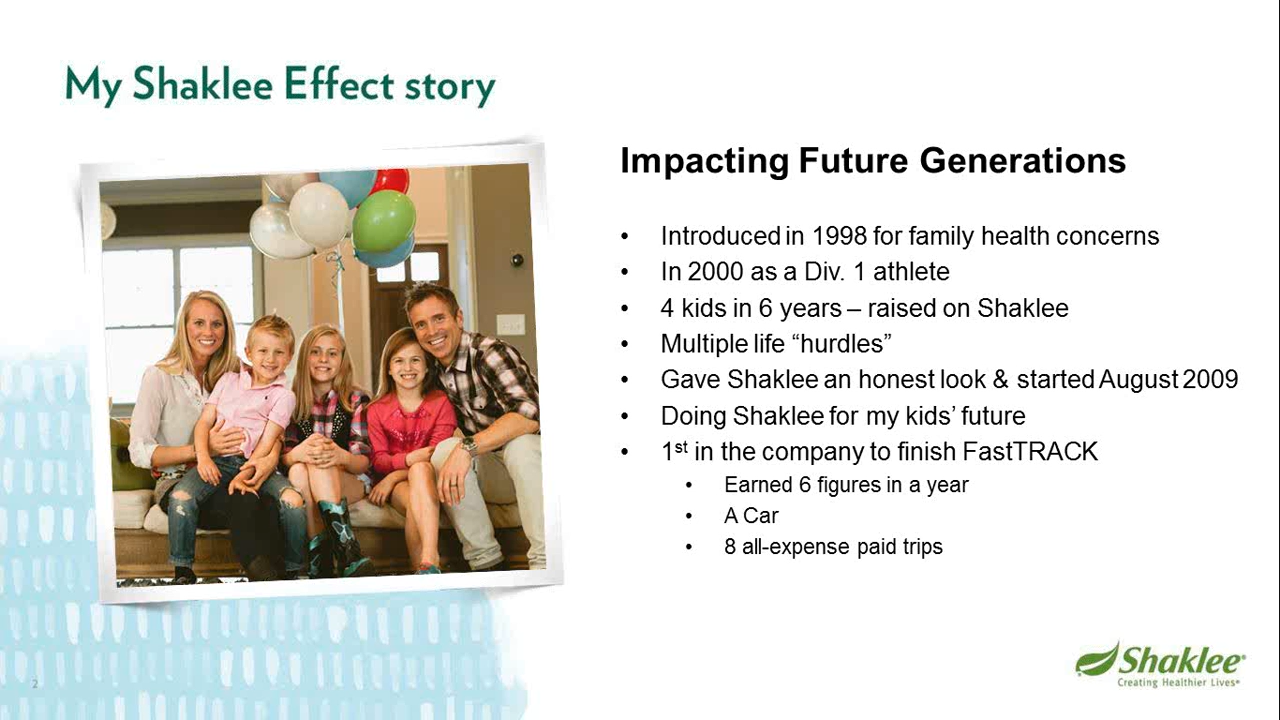 My Shaklee Effect story
Impacting Future Generations
• Introduced in 1998 for family health concerns
• In 2000 as a Div. 1 athlete
• 4 kids in 6 years – raised on Shaklee
• Multiple life “hurdles”
• Gave Shaklee an honest look & started August 2009
• Doing Shaklee for my kids’ future
• 1st in the company to finish FastTRACK
• Earned 6 figures in a year
• A Car
• 8 all-expense paid trips
Shaklee®
Creating Healthier Lives®
2